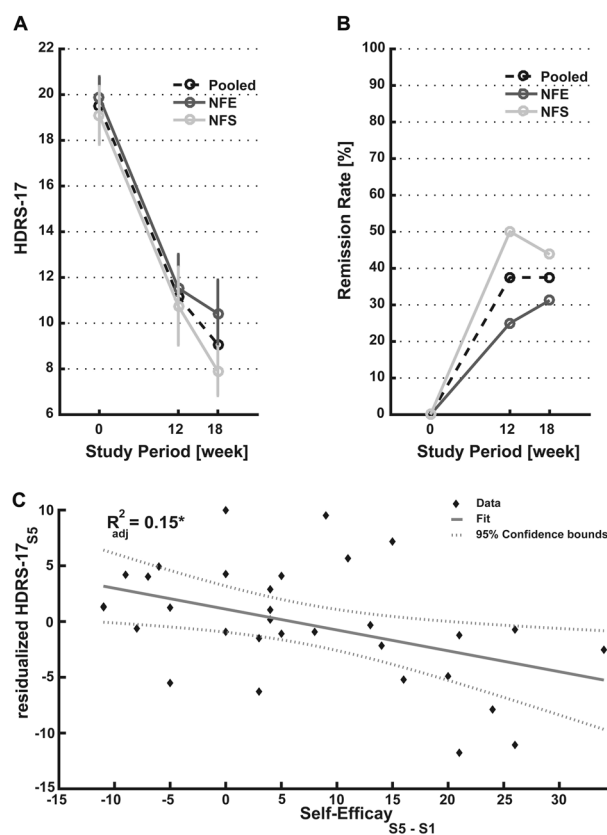 A
22
20
18
16
14
12
10
8
6
HDRS-17
Pooled
NFE
NFS
0 12 18
Study Period [week]
B
100
90
80
70
60
50
40
30
20
10
0
Remission Rate [%]
Pooled
NFE
NFS
0 12 18
Study Period [week]
C
10
5
0
-5
-10
-15
residualized HDRS-17S5
R²adj = 0.15*
Data
Fit
95% Confidence bounds
-15 -10 -5 0 5 10 15 20 25 30
Self-EfficayS5 - S1